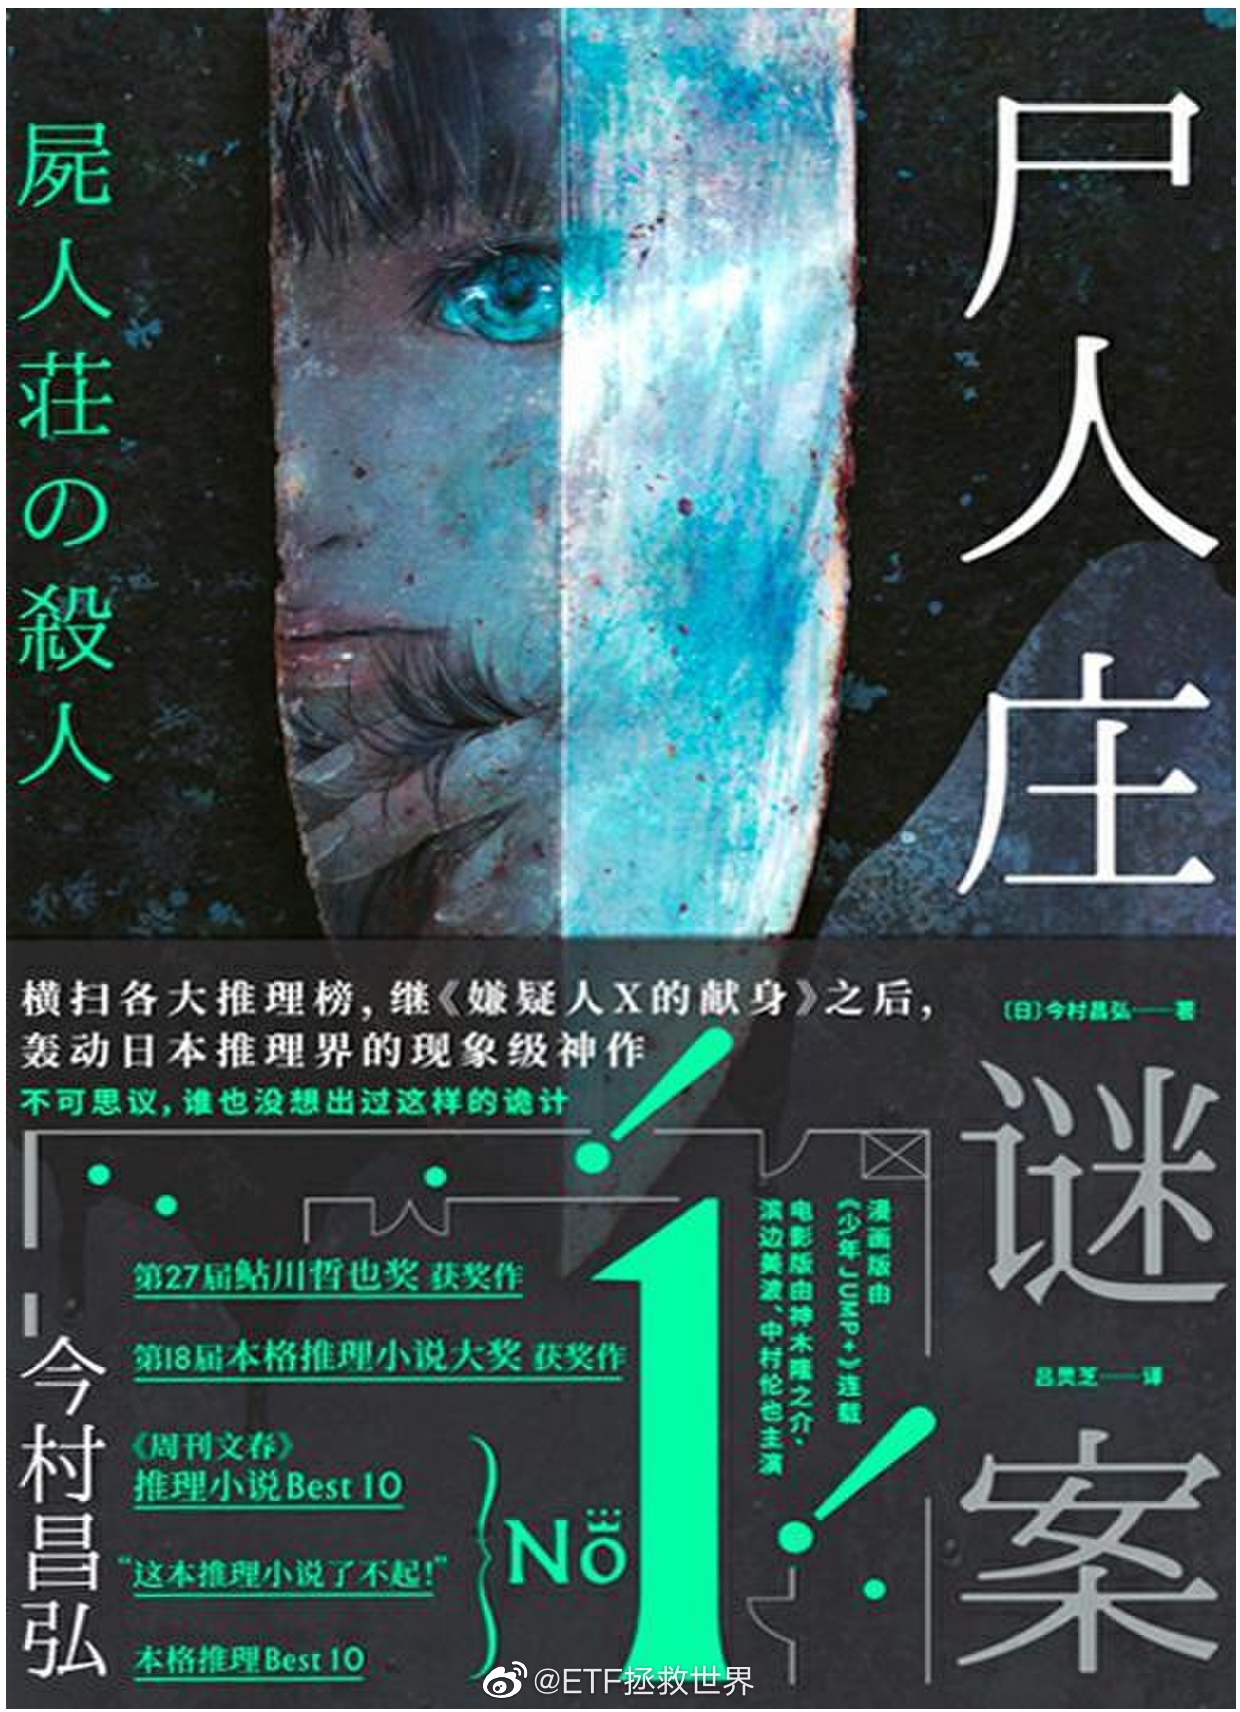 尸人庄
谜案
屍人荘の殺人
横扫各大推理榜，继《嫌疑人X的献身》之后，
轰动日本推理界的现象级神作
不可思议，谁也没想出过这样的诡计
〔日〕今村昌弘——著
吕灵芝——译
今村昌弘
第27届鲇川哲也奖 获奖作
第18届本格推理小说大奖 获奖作
《周刊文春》
推理小说Best 10
“这本推理小说了不起！”
本格推理Best 10
No
1
漫画版由
《少年JUMP+》连载
电影版由神木隆之介、
滨边美波、中村伦也主演
@ETF拯救世界